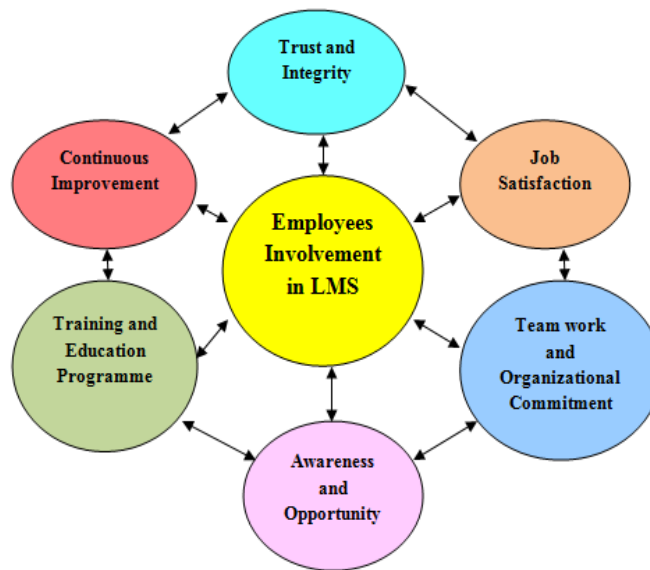 Trust and
Integrity
Continuous
Improvement
Job
Satisfaction
Employees
Involvement
in LMS
Training and
Education
Programme
Team work
and
Organizational
Commitment
Awareness
and
Opportunity